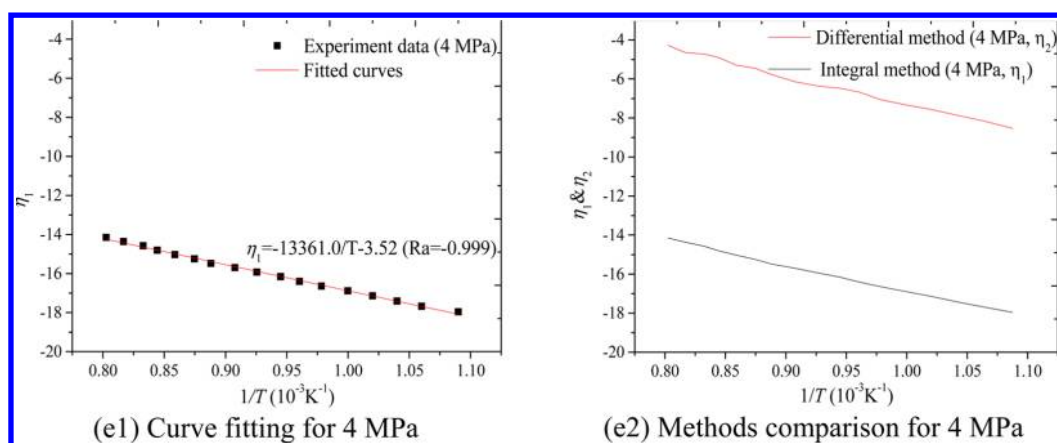 -4
-6
-8
-10
-12
-14
-16
-18
-20
η₁
Experiment data (4 MPa)
Fitted curves
η₁=-13361.0/T-3.52 (Ra=-0.999)
0.80 0.85 0.90 0.95 1.00 1.05 1.10
1/T (10⁻³K⁻¹)
(e1) Curve fitting for 4 MPa
-4
-6
-8
-10
-12
-14
-16
-18
-20
η₁&η₂
Differential method (4 MPa, η₂)
Integral method (4 MPa, η₁)
0.80 0.85 0.90 0.95 1.00 1.05 1.10
1/T (10⁻³K⁻¹)
(e2) Methods comparison for 4 MPa